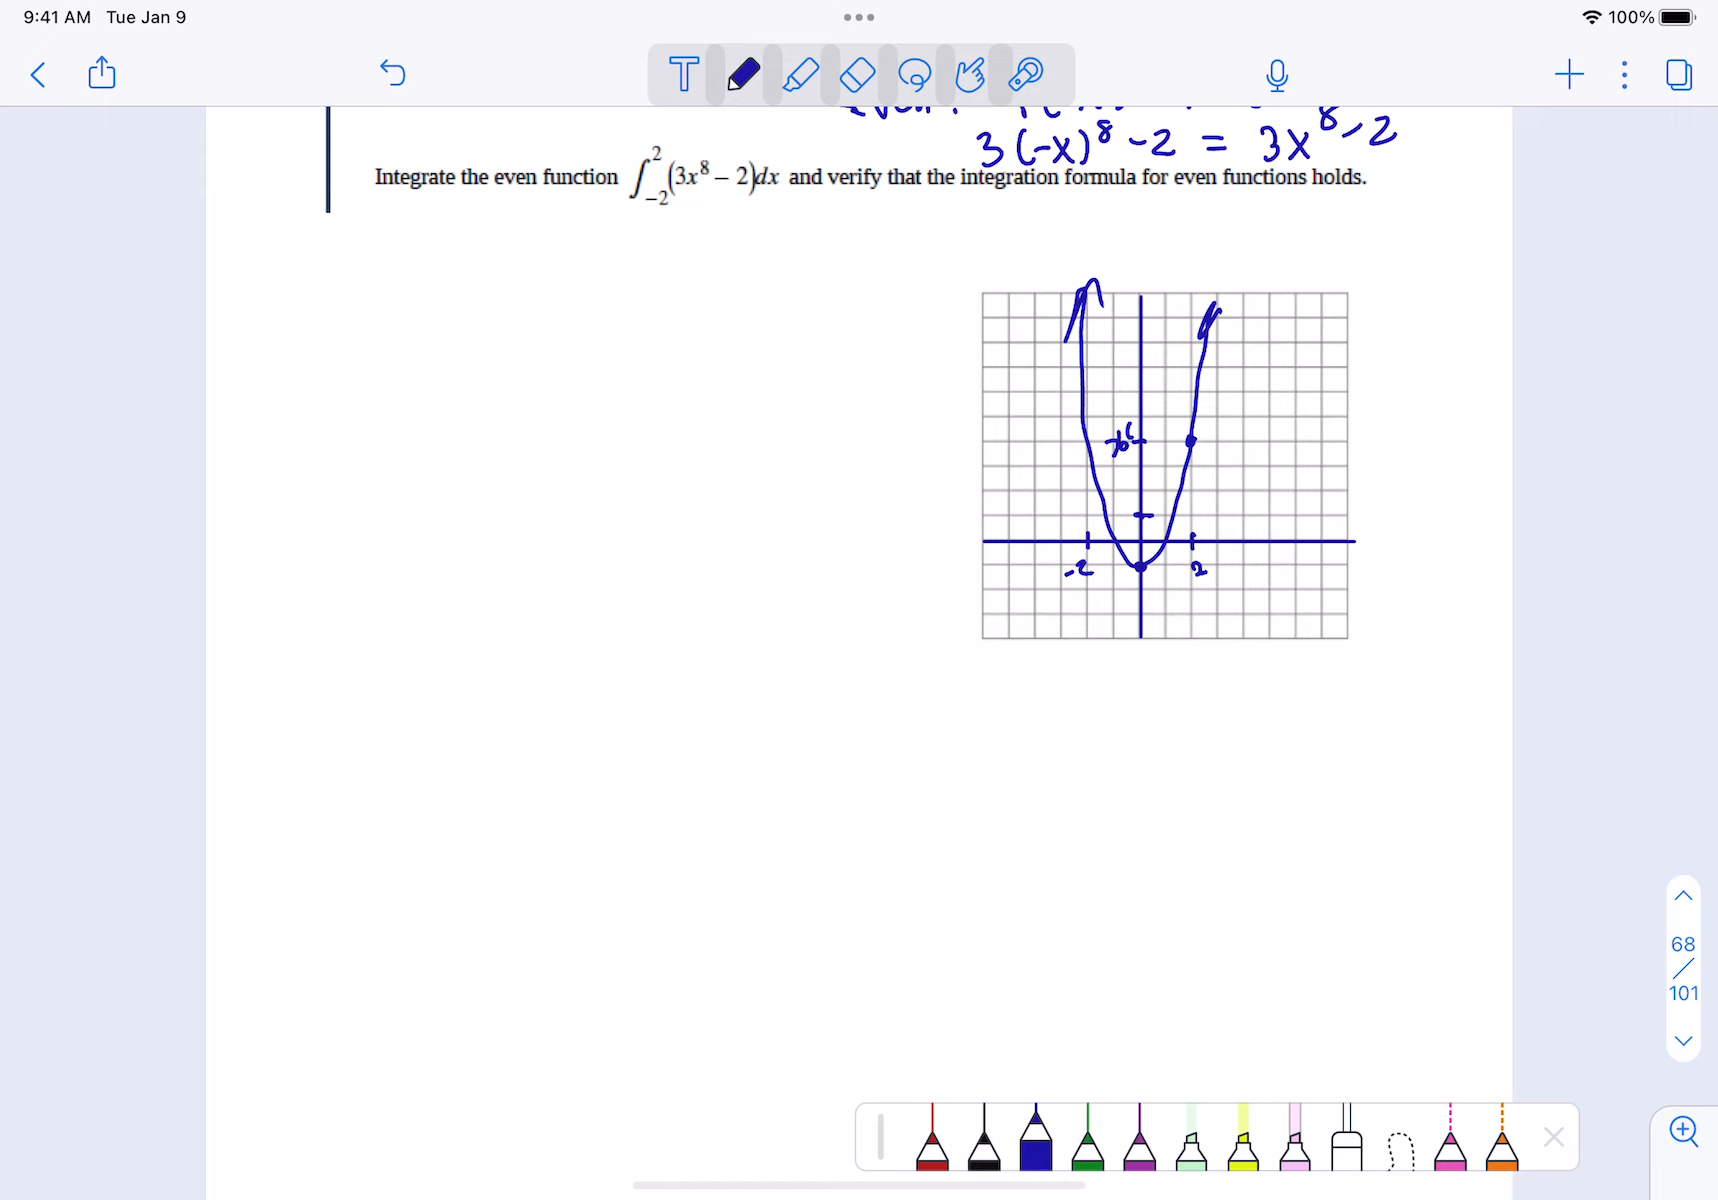 9:41 AM Tue Jan 9
100%
3(-x)⁸ - 2 = 3x⁸ - 2
Integrate the even function ∫₋₂² (3x⁸ – 2)dx and verify that the integration formula for even functions holds.
-2 2
68
101